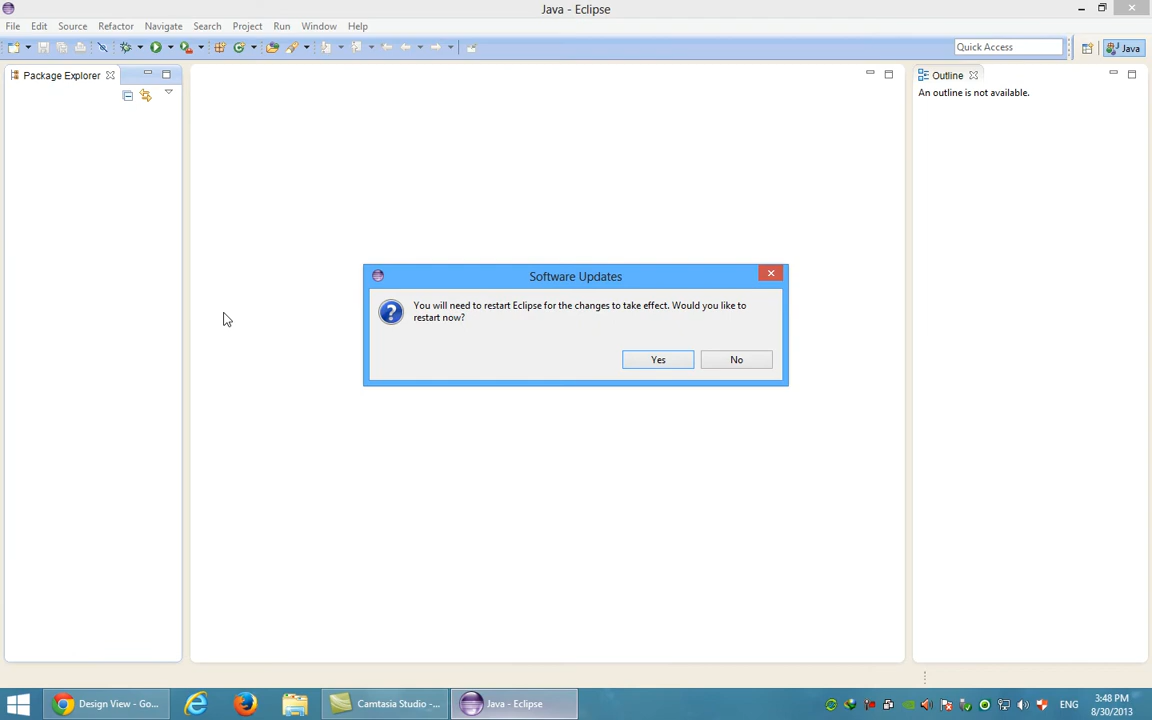 Java - Eclipse
File Edit Source Refactor Navigate Search Project Run Window Help
Quick Access
Java
Package Explorer
Outline
An outline is not available.
Software Updates
You will need to restart Eclipse for the changes to take effect. Would you like to
restart now?
Yes No
Design View - Go...
Camtasia Studio -...
Java - Eclipse
ENG
3:48 PM
8/30/2013